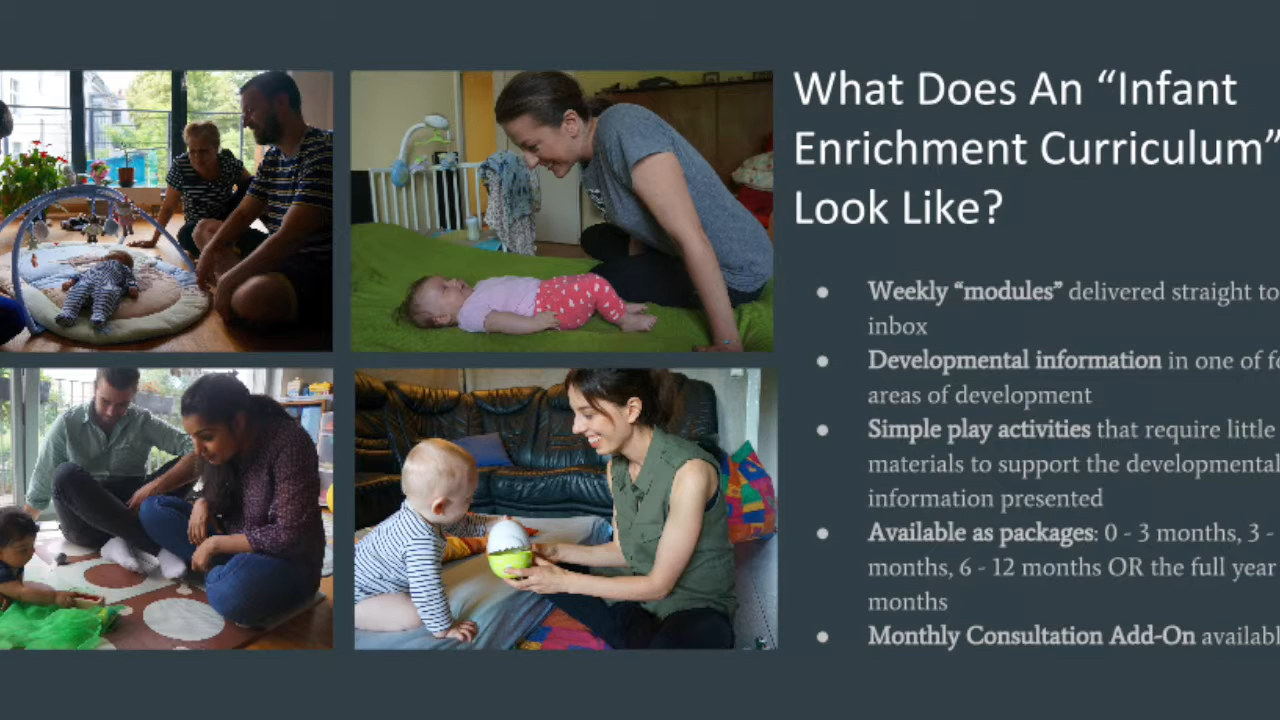 What Does An “Infant
Enrichment Curriculum”
Look Like?
● Weekly “modules” delivered straight to
inbox
● Developmental information in one of
areas of development
● Simple play activities that require little
materials to support the developmental
information presented
● Available as packages: 0 - 3 months, 3 -
months, 6 - 12 months OR the full year
months
● Monthly Consultation Add-On